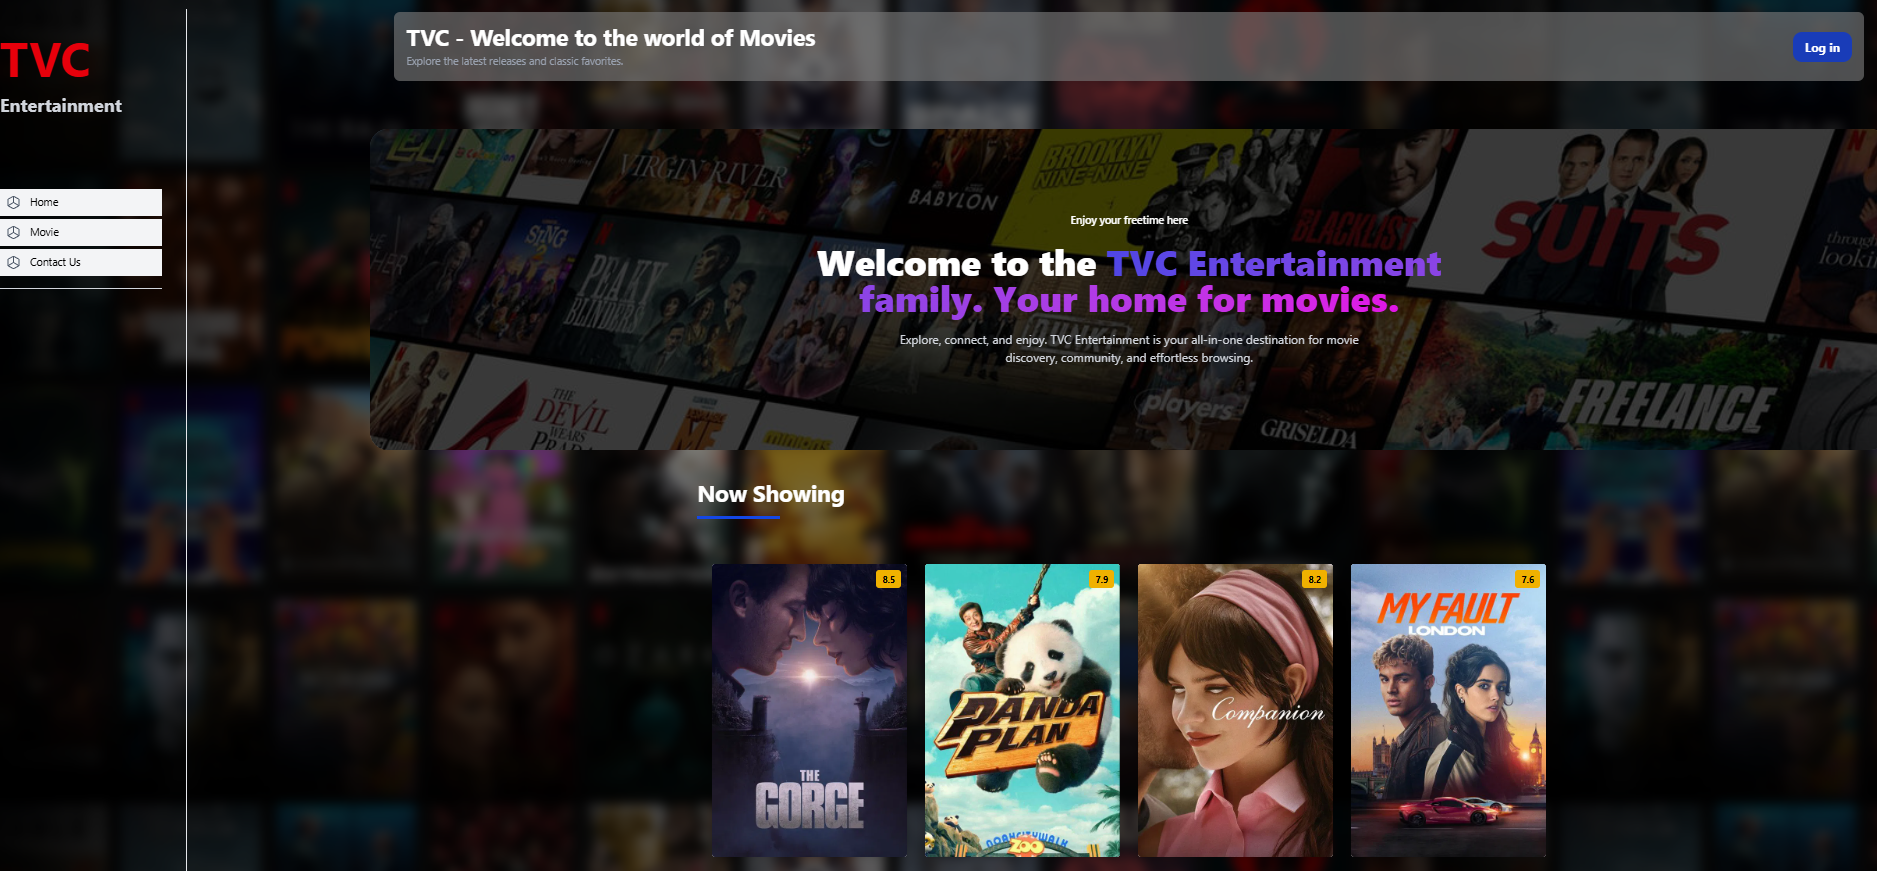 TVC
Entertainment
Home
Movie
Contact Us
TVC - Welcome to the world of Movies
Explore the latest releases and classic favorites.
Log in
VIRGIN RIVER
BABYLON
BROOKLYN
NINE-NINE
BLACKLIST
SUITS
SING
PEAKY
BLINDERS
THE
DEVIL
WEARS
PRADA
minions
players
GRISELDA
FREELANCE
Enjoy your freetime here
Welcome to the TVC Entertainment
family. Your home for movies.
Explore, connect, and enjoy. TVC Entertainment is your all-in-one destination for movie
discovery, community, and effortless browsing.
Now Showing
8.5
THE
GORGE
7.9
PANDA
PLAN
ZOO
8.2
Companion
7.6
MY FAULT
LONDON